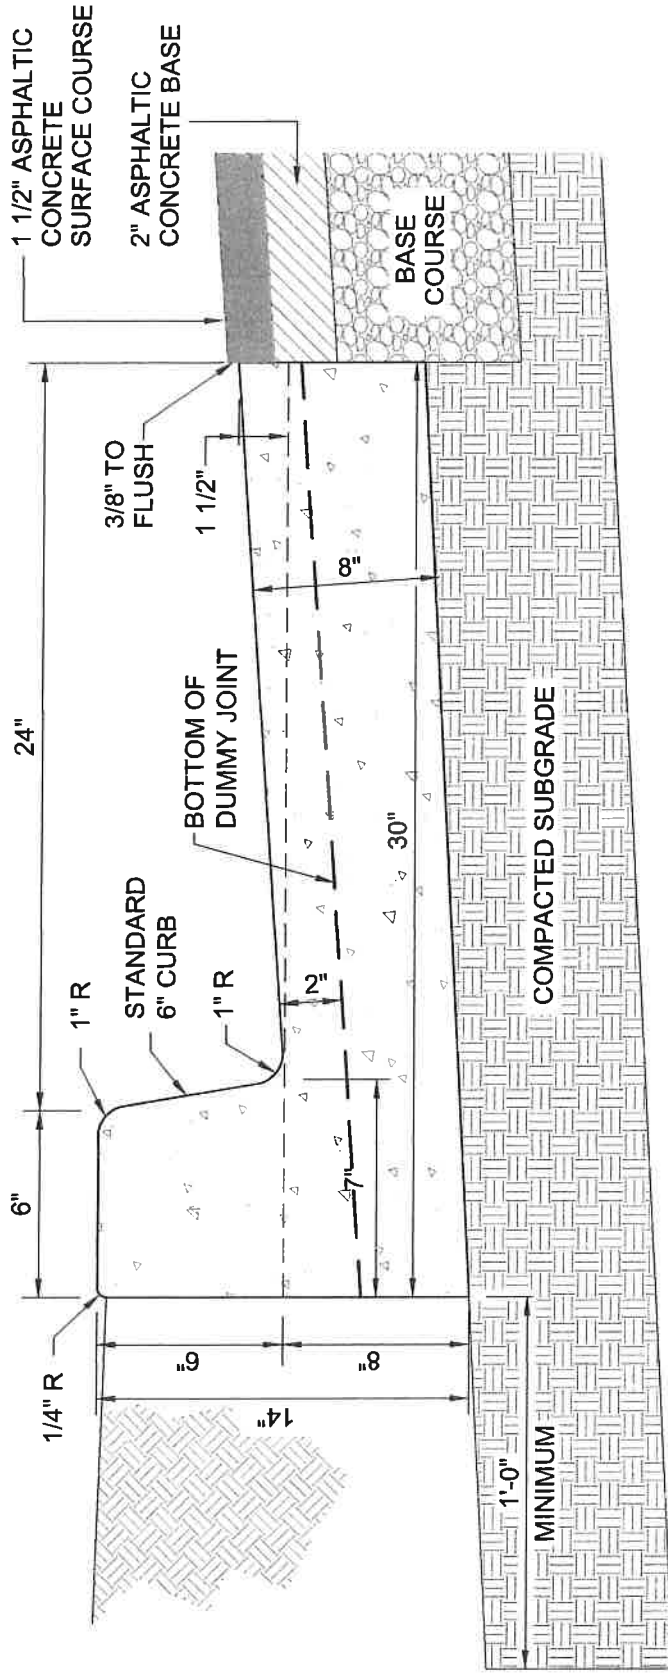 6"
24"
1 1/2" ASPHALTIC
CONCRETE
SURFACE COURSE
2" ASPHALTIC
CONCRETE BASE
1/4" R
1" R
STANDARD
6" CURB
1" R
3/8" TO
FLUSH
1 1/2"
BOTTOM OF
DUMMY JOINT
BASE
COURSE
6"
8"
14"
2"
7"
8"
30"
1'-0"
MINIMUM
COMPACTED SUBGRADE